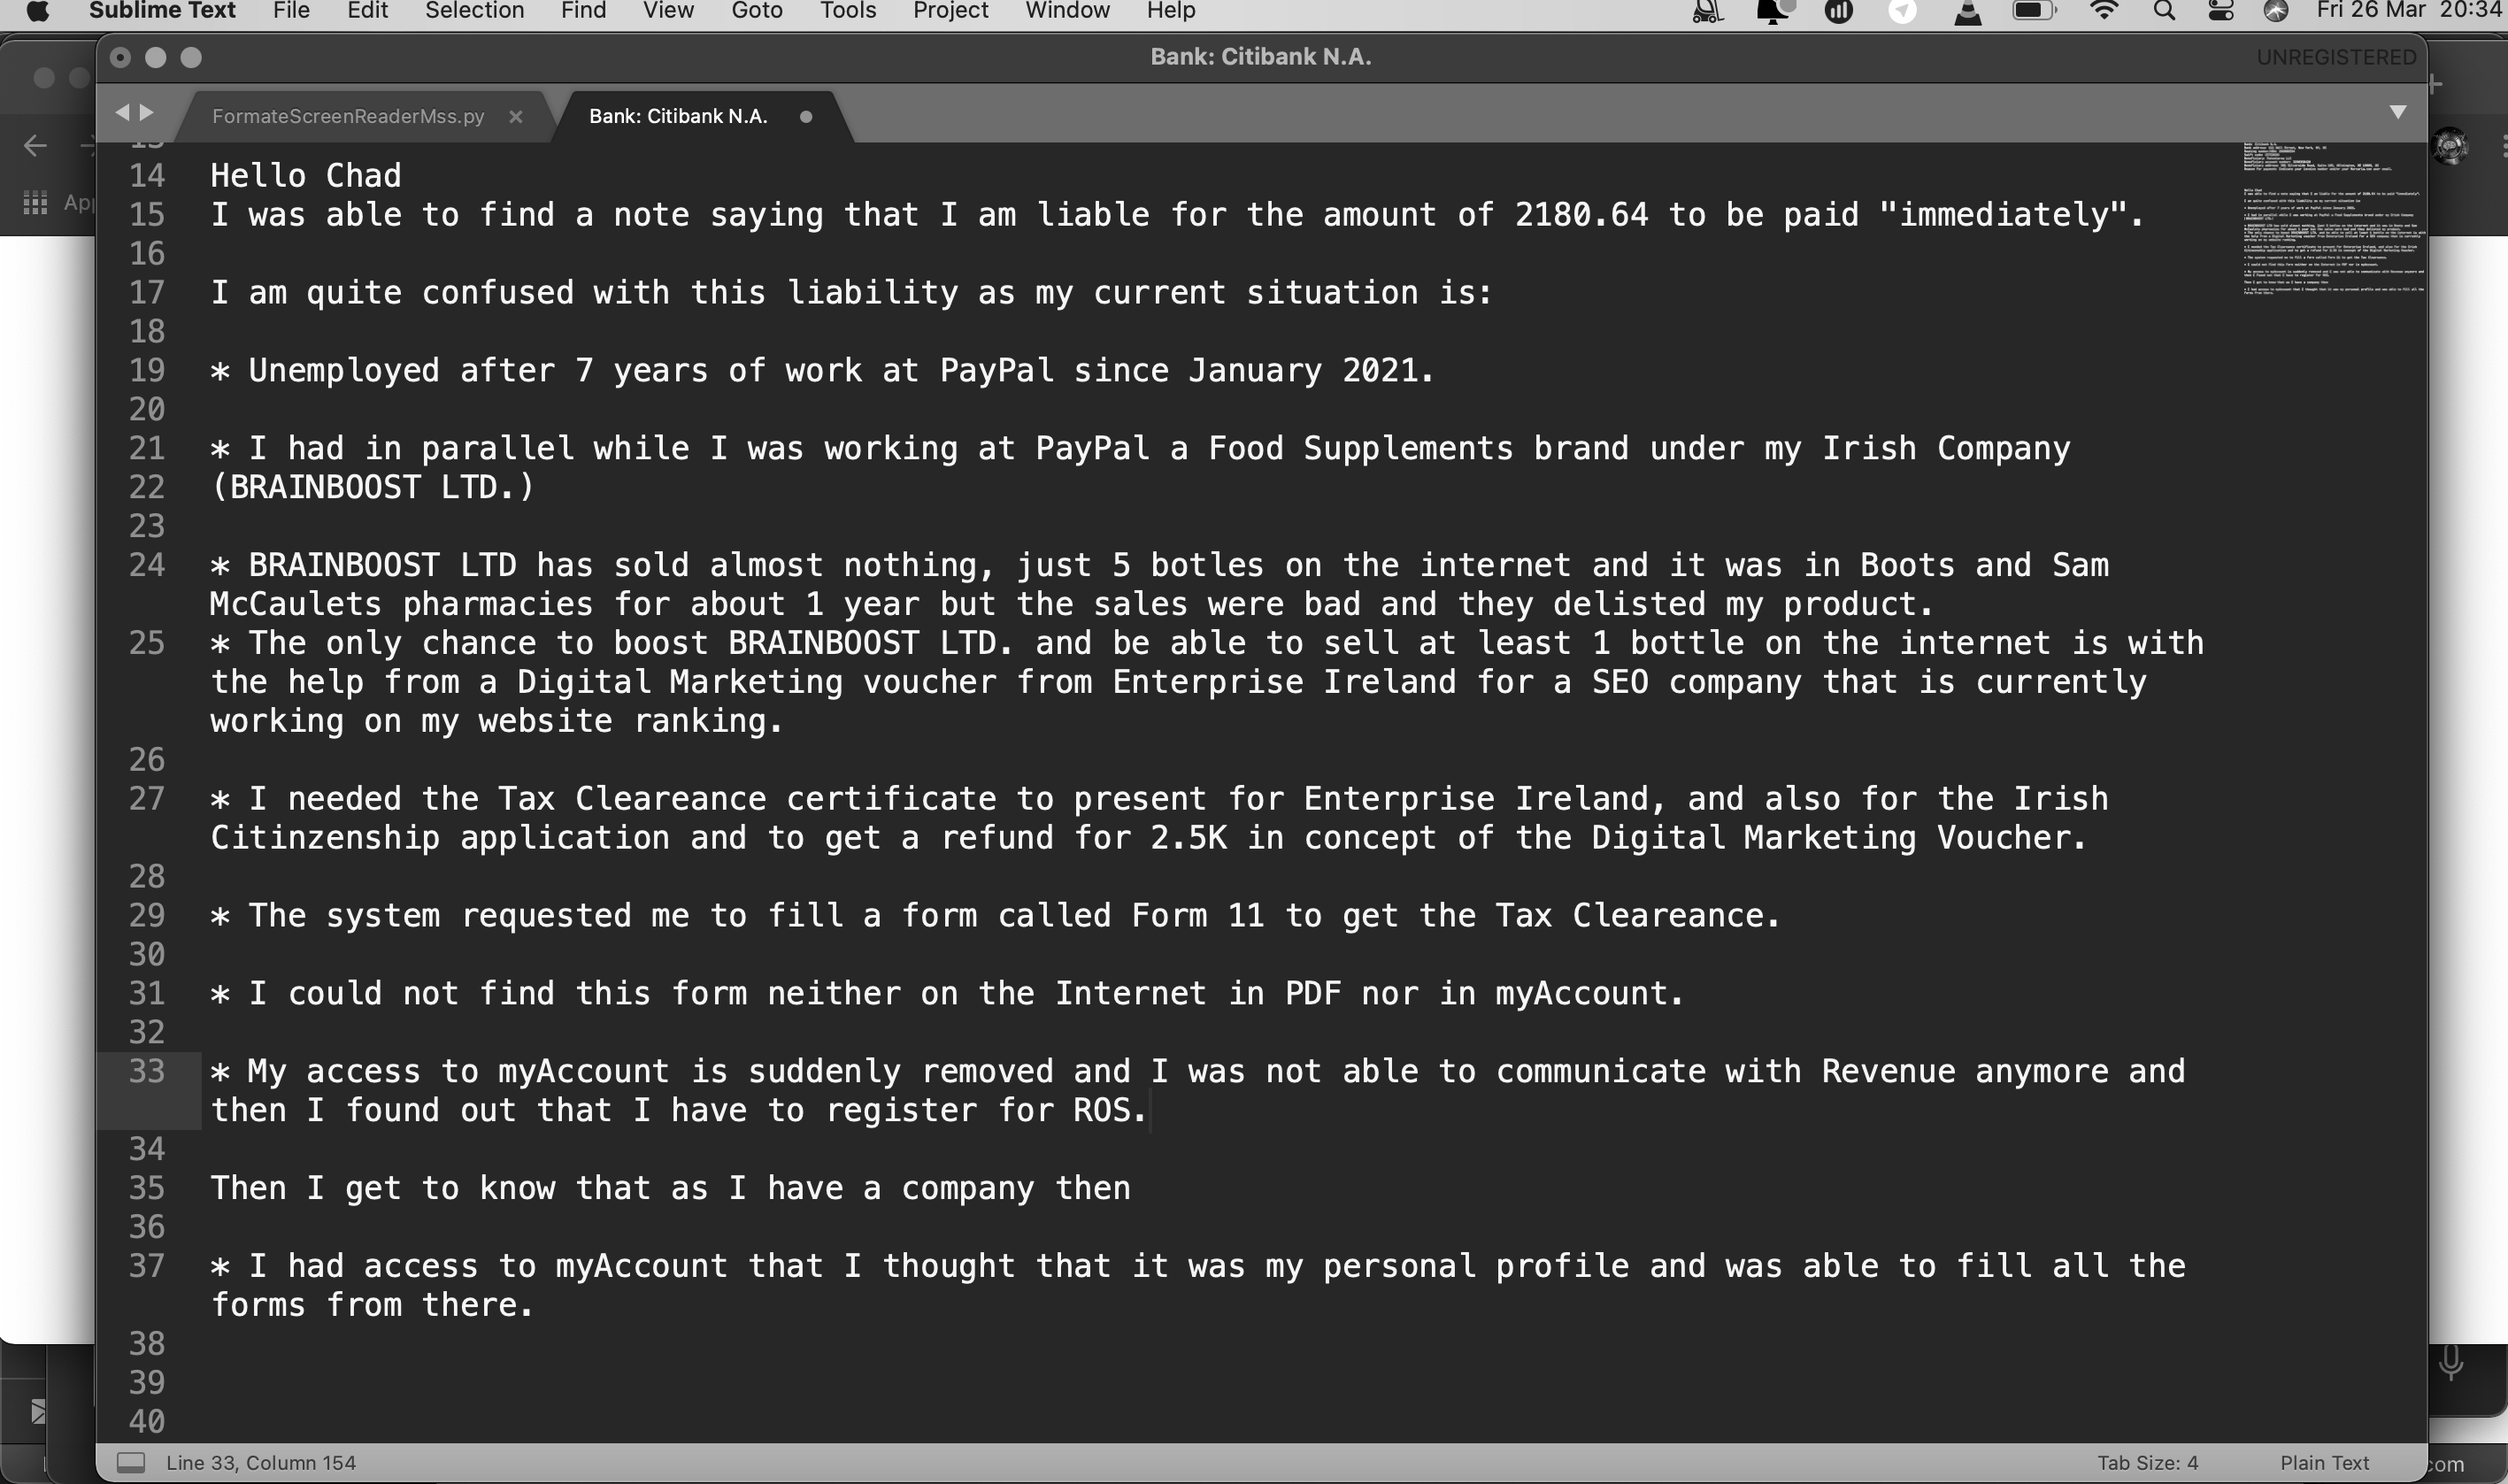 Sublime Text File Edit Selection Find View Goto Tools Project Window Help Fri 26 Mar 20:34
Bank: Citibank N.A. UNREGISTERED
FormateScreenReaderMss.py Bank: Citibank N.A.
14 Hello Chad
15 I was able to find a note saying that I am liable for the amount of 2180.64 to be paid "immediately".
16
17 I am quite confused with this liability as my current situation is:
18
19 * Unemployed after 7 years of work at PayPal since January 2021.
20
21 * I had in parallel while I was working at PayPal a Food Supplements brand under my Irish Company
22 (BRAINBOOST LTD.)
23
24 * BRAINBOOST LTD has sold almost nothing, just 5 botles on the internet and it was in Boots and Sam
McCaulets pharmacies for about 1 year but the sales were bad and they delisted my product.
25 * The only chance to boost BRAINBOOST LTD. and be able to sell at least 1 bottle on the internet is with
the help from a Digital Marketing voucher from Enterprise Ireland for a SEO company that is currently
working on my website ranking.
26
27 * I needed the Tax Cleareance certificate to present for Enterprise Ireland, and also for the Irish
Citinzenship application and to get a refund for 2.5K in concept of the Digital Marketing Voucher.
28
29 * The system requested me to fill a form called Form 11 to get the Tax Cleareance.
30
31 * I could not find this form neither on the Internet in PDF nor in myAccount.
32
33 * My access to myAccount is suddenly removed and I was not able to communicate with Revenue anymore and
then I found out that I have to register for ROS.
34
35 Then I get to know that as I have a company then
36
37 * I had access to myAccount that I thought that it was my personal profile and was able to fill all the
forms from there.
38
39
40
Line 33, Column 154 Tab Size: 4 Plain Text